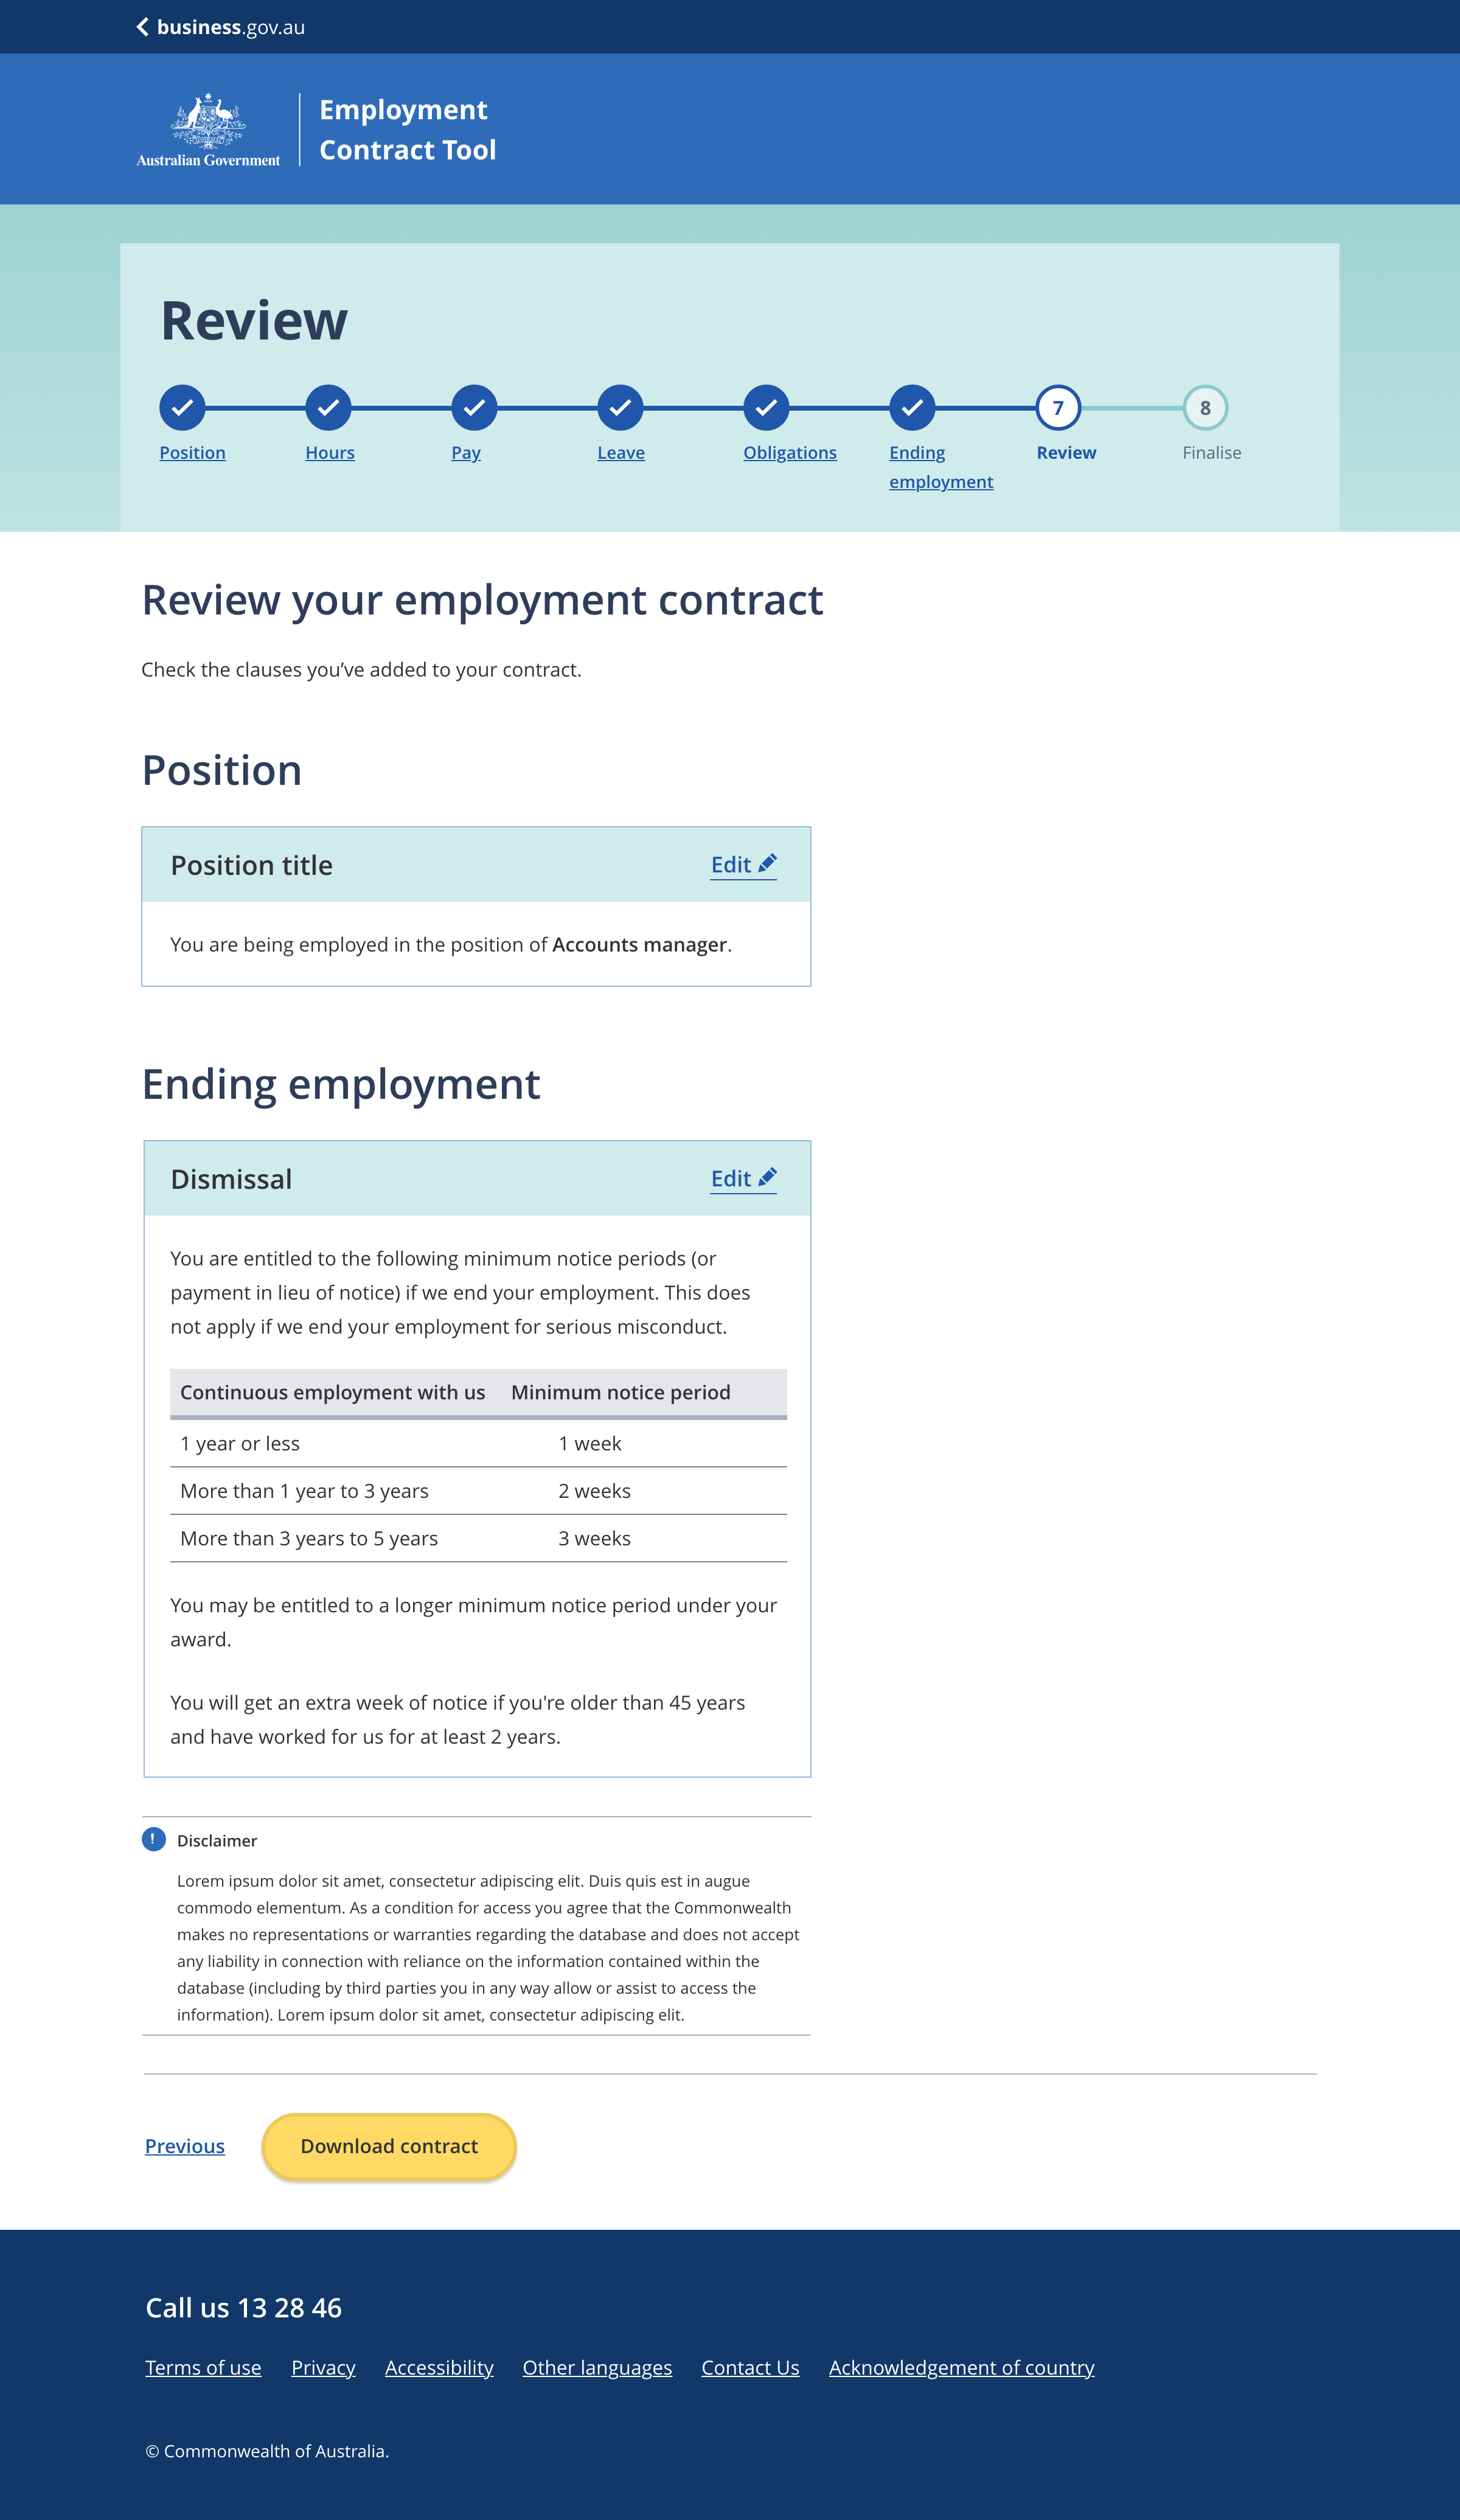 business.gov.au
Australian Government
Employment
Contract Tool
Review
7
8
Position
Hours
Pay
Leave
Obligations
Ending
employment
Review
Finalise
Review your employment contract
Check the clauses you’ve added to your contract.
Position
Position title
Edit
You are being employed in the position of Accounts manager.
Ending employment
Dismissal
Edit
You are entitled to the following minimum notice periods (or
payment in lieu of notice) if we end your employment. This does
not apply if we end your employment for serious misconduct.
Continuous employment with us Minimum notice period
1 year or less 1 week
More than 1 year to 3 years 2 weeks
More than 3 years to 5 years 3 weeks
You may be entitled to a longer minimum notice period under your
award.
You will get an extra week of notice if you're older than 45 years
and have worked for us for at least 2 years.
! Disclaimer
Lorem ipsum dolor sit amet, consectetur adipiscing elit. Duis quis est in augue
commodo elementum. As a condition for access you agree that the Commonwealth
makes no representations or warranties regarding the database and does not accept
any liability in connection with reliance on the information contained within the
database (including by third parties you in any way allow or assist to access the
information). Lorem ipsum dolor sit amet, consectetur adipiscing elit.
Previous
Download contract
Call us 13 28 46
Terms of use Privacy Accessibility Other languages Contact Us Acknowledgement of country
© Commonwealth of Australia.